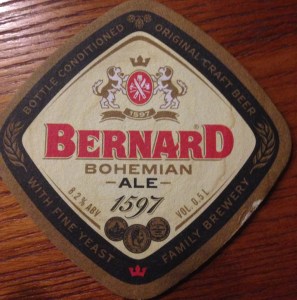 BOTTLE CONDITIONED
ORIGINAL CRAFT BEER
1597
BERNARD
BOHEMIAN
ALE
1597
8.2% ABV
VOL. 0.5 L
WITH FINE YEAST
FAMILY BREWERY